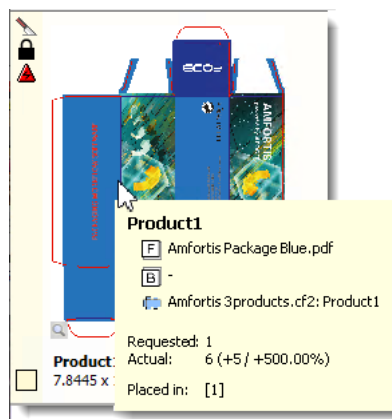 eco
AMFORTIS
Product1
F Amfortis Package Blue.pdf
B -
Amfortis 3products.cf2: Product1
Requested: 1
Actual: 6 (+5 / +500.00%)
Placed in: [1]
Product
7.8445 x